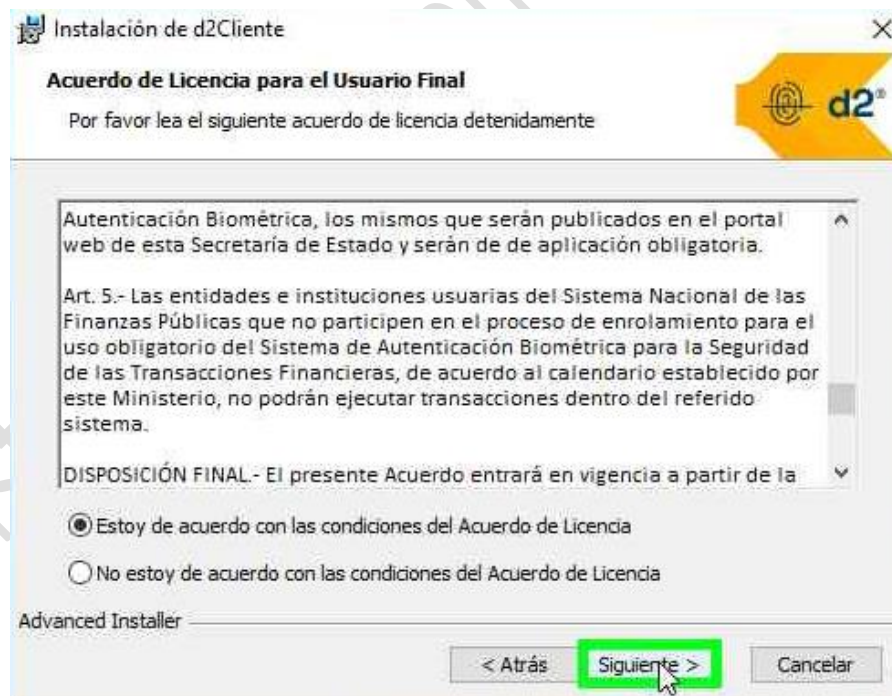 Instalación de d2Cliente
Acuerdo de Licencia para el Usuario Final
Por favor lea el siguiente acuerdo de licencia detenidamente
d2®
Autenticación Biométrica, los mismos que serán publicados en el portal
web de esta Secretaría de Estado y serán de de aplicación obligatoria.
Art. 5.- Las entidades e instituciones usuarias del Sistema Nacional de las
Finanzas Públicas que no participen en el proceso de enrolamiento para el
uso obligatorio del Sistema de Autenticación Biométrica para la Seguridad
de las Transacciones Financieras, de acuerdo al calendario establecido por
este Ministerio, no podrán ejecutar transacciones dentro del referido
sistema.
DISPOSICIÓN FINAL.- El presente Acuerdo entrará en vigencia a partir de la
Estoy de acuerdo con las condiciones del Acuerdo de Licencia
No estoy de acuerdo con las condiciones del Acuerdo de Licencia
Advanced Installer
< Atrás
Siguiente >
Cancelar